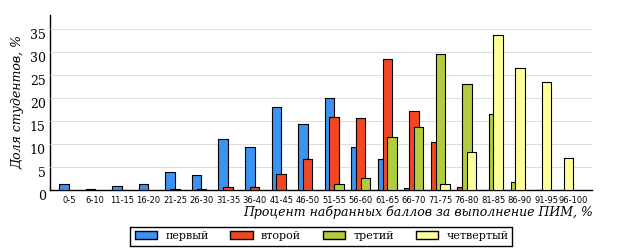 Доля студентов, %
35
30
25
20
15
10
5
0
0-5 6-10 11-15 16-20 21-25 26-30 31-35 36-40 41-45 46-50 51-55 56-60 61-65 66-70 71-75 76-80 81-85 86-90 91-95 96-100
Процент набранных баллов за выполнение ПИМ, %
первый второй третий четвертый